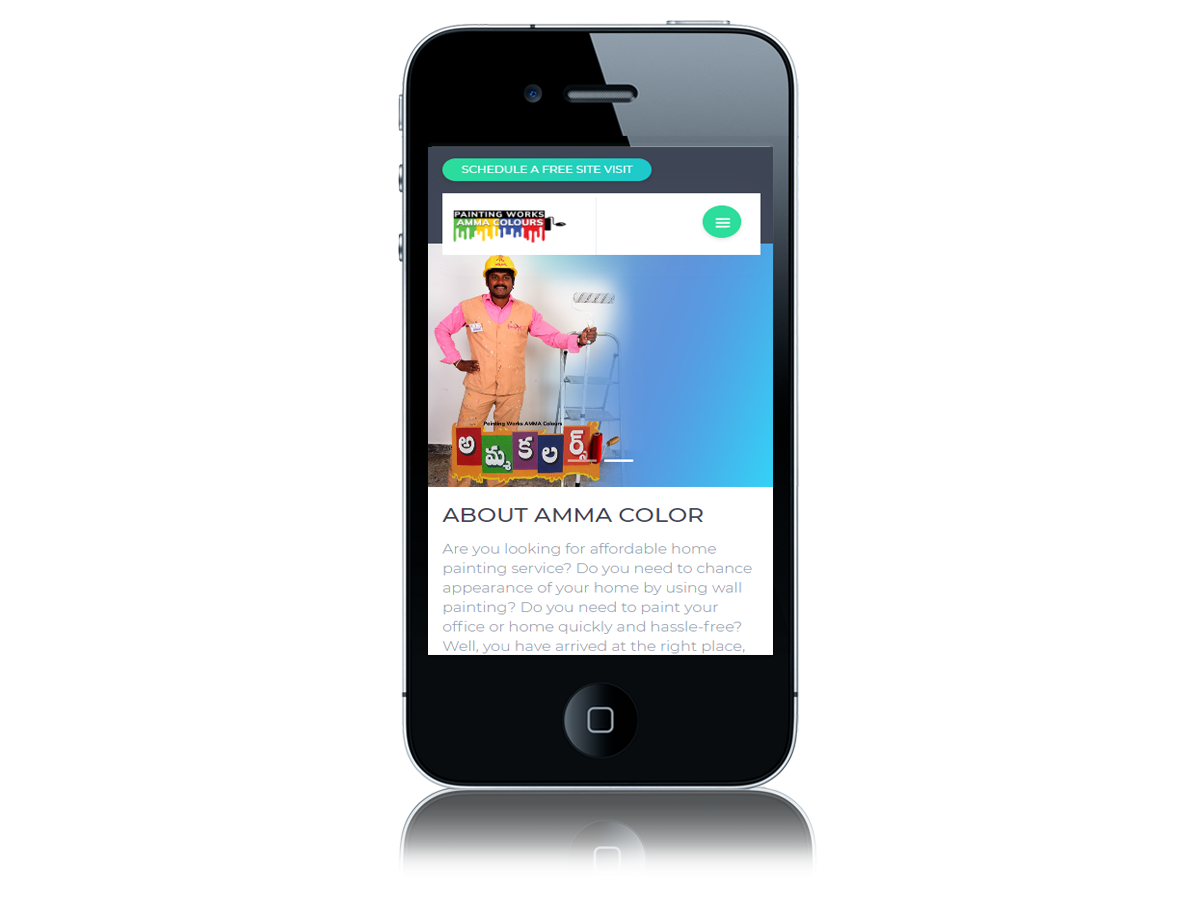 SCHEDULE A FREE SITE VISIT
PAINTING WORKS
AMMA COLOURS
Painting Works AMMA Colours
అమ్మకలర్స్
ABOUT AMMA COLOR
Are you looking for affordable home
painting service? Do you need to chance
appearance of your home by using wall
painting? Do you need to paint your
office or home quickly and hassle-free?
Well, you have arrived at the right place,